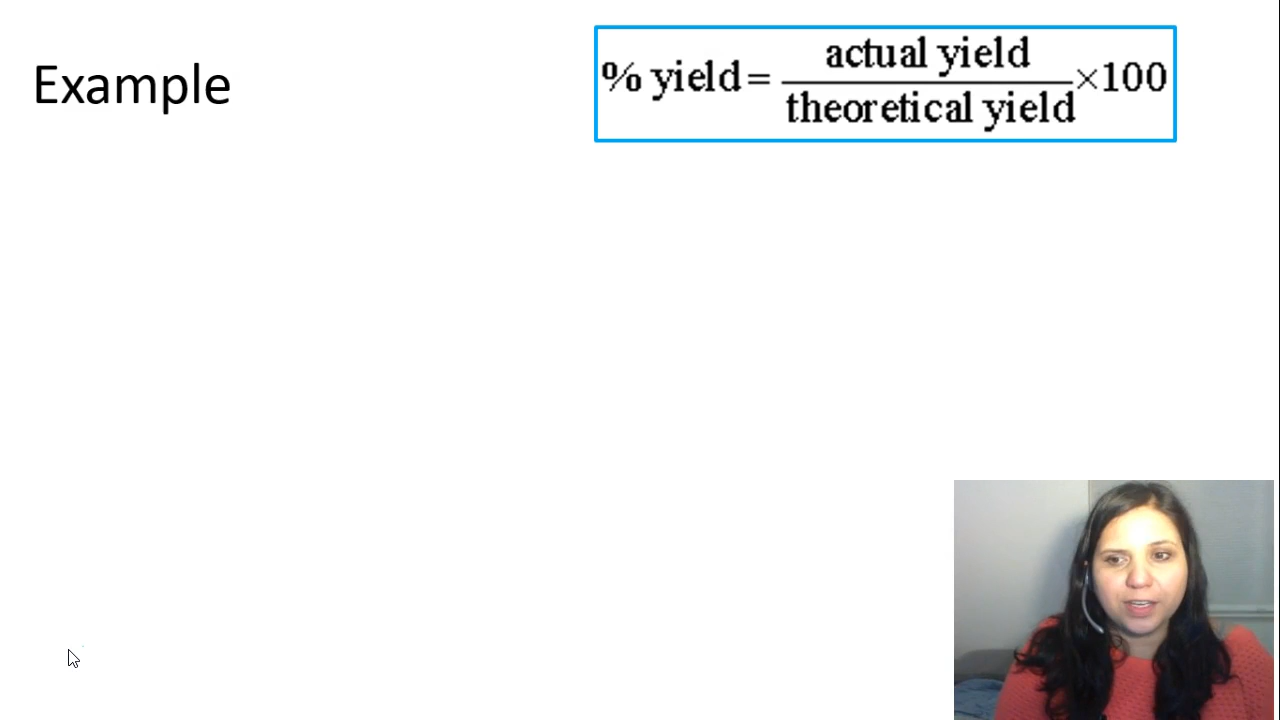 Example
% yield = actual yield / theoretical yield ×100